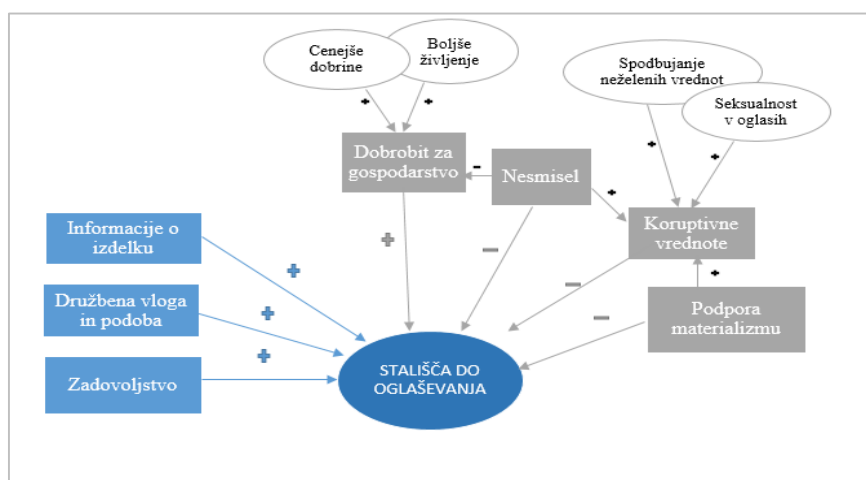 Cenejše
dobrine
Boljše
življenje
Spodbujanje
neželenih vrednot
Seksualnost
v oglasih
Dobrobit za
gospodarstvo
Nesmisel
Koruptivne
vrednote
Informacije o
izdelku
Družbena vloga
in podoba
Podpora
materializmu
Zadovoljstvo
STALIŠČA DO
OGLAŠEVANJA